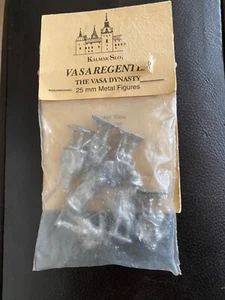 KALMAR SLOTT
VASAREGENTER
THE VASA DYNASTY
25 mm Metal Figures